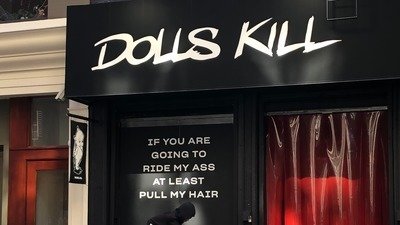 DOLLS KILL
IF YOU ARE
GOING TO
RIDE MY ASS
AT LEAST
PULL MY HAIR